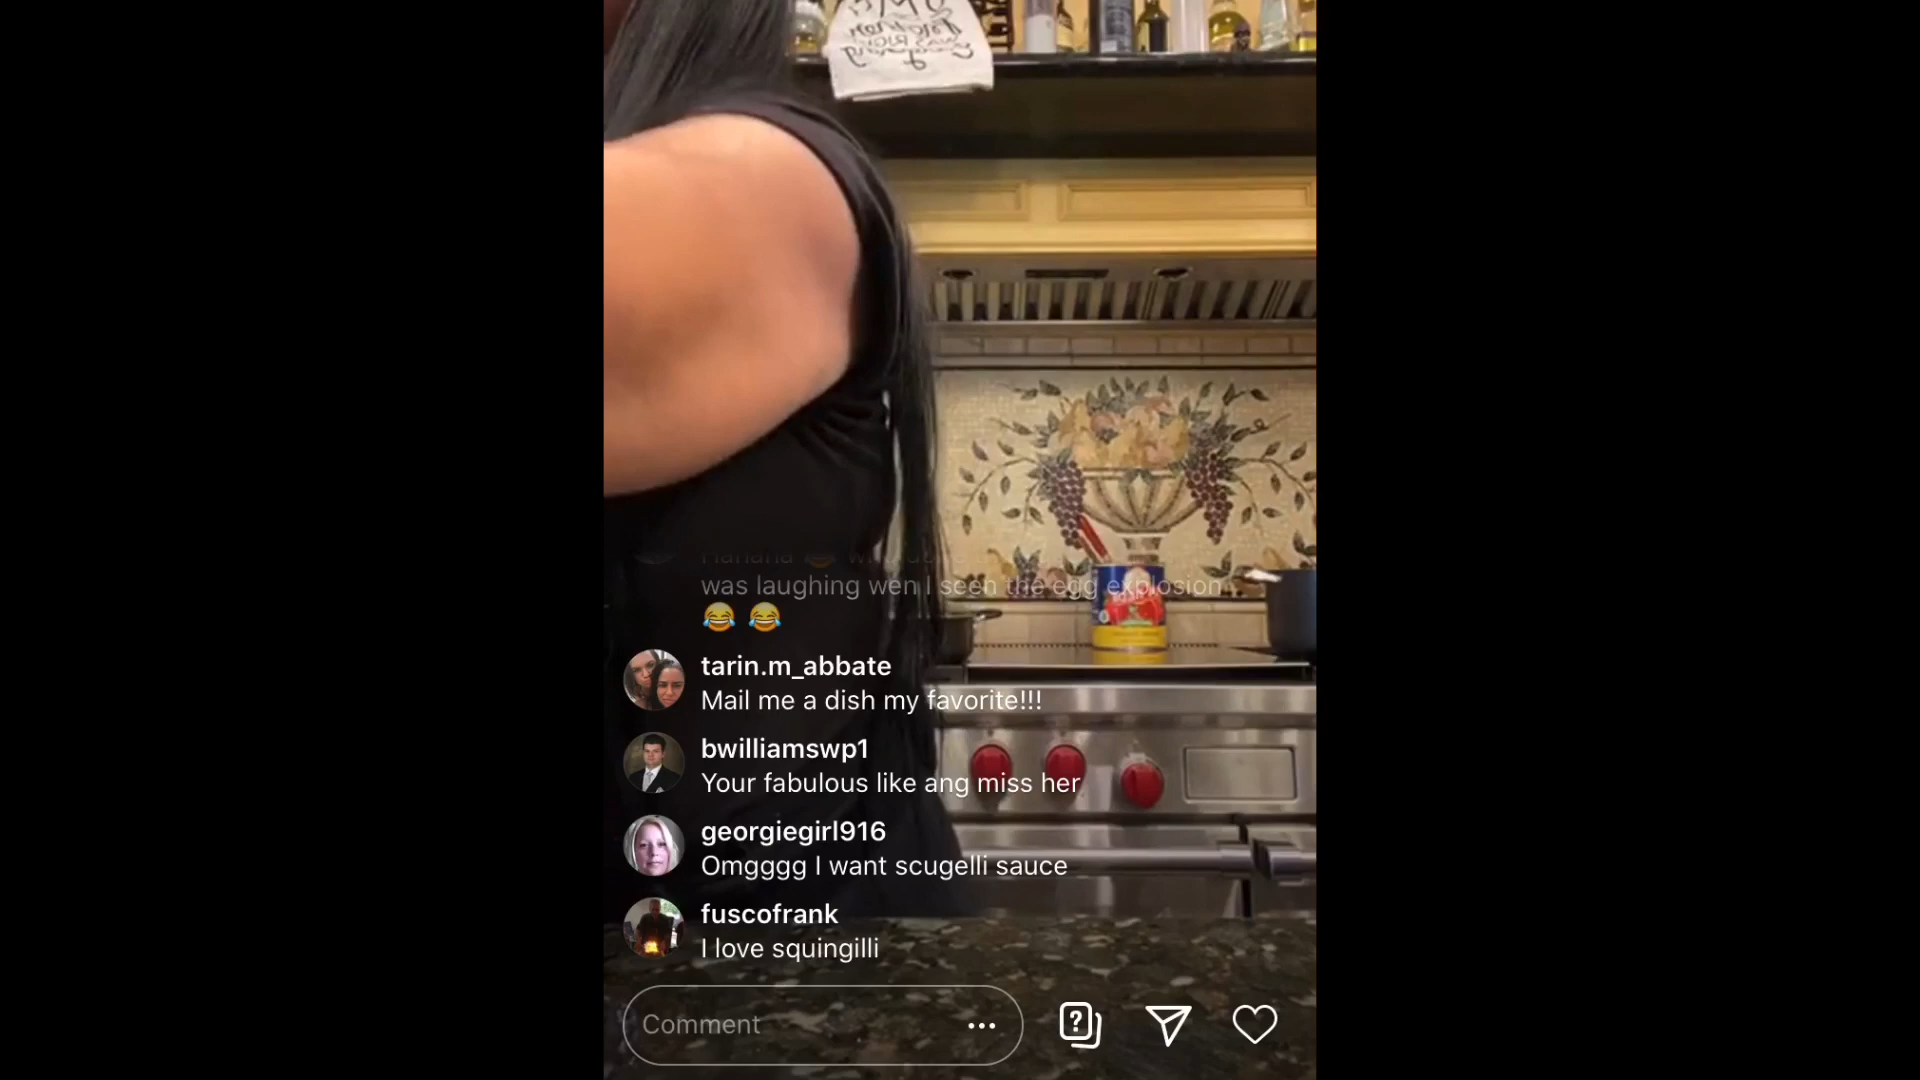 Hahaha 😂
was laughing wen I seen the egg explosion
😂 😂
tarin.m_abbate
Mail me a dish my favorite!!!
bwilliamswp1
Your fabulous like ang miss her
georgiegirl916
Omgggg I want scugelli sauce
fuscofrank
I love squingilli
Comment